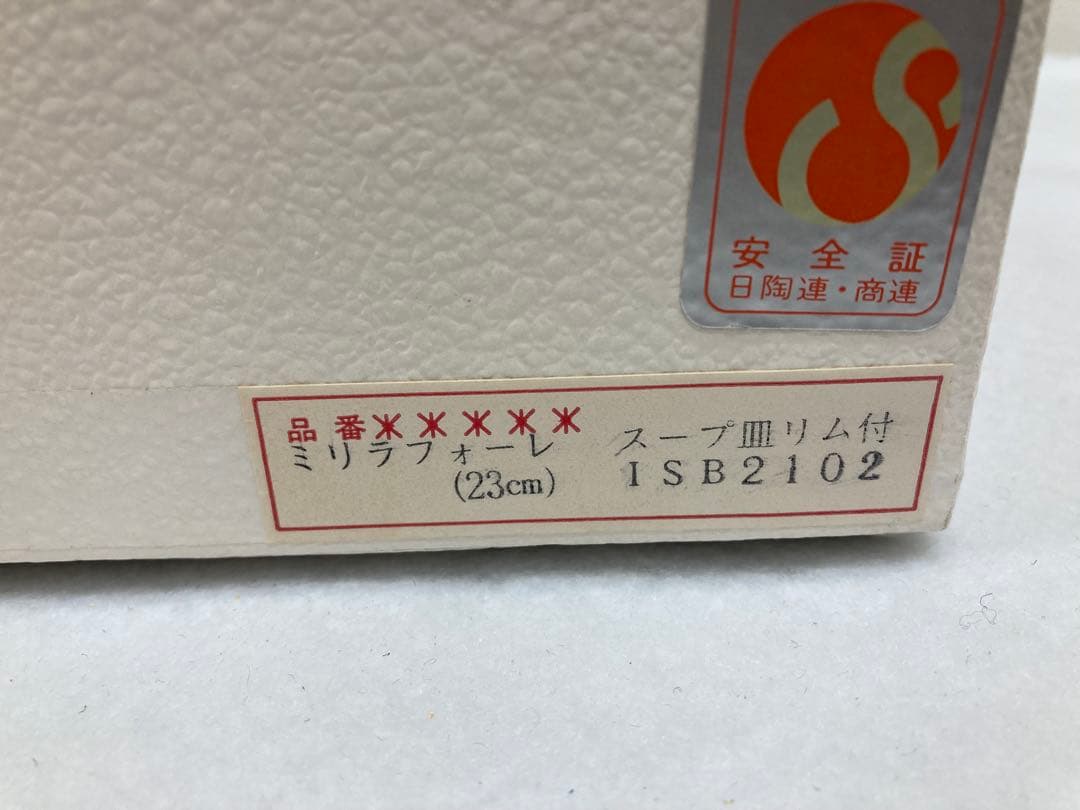 安全証
日陶連・商連
品番＊＊＊＊＊
ミリラフォーレ スープ皿リム付
(23cm) ISB2102